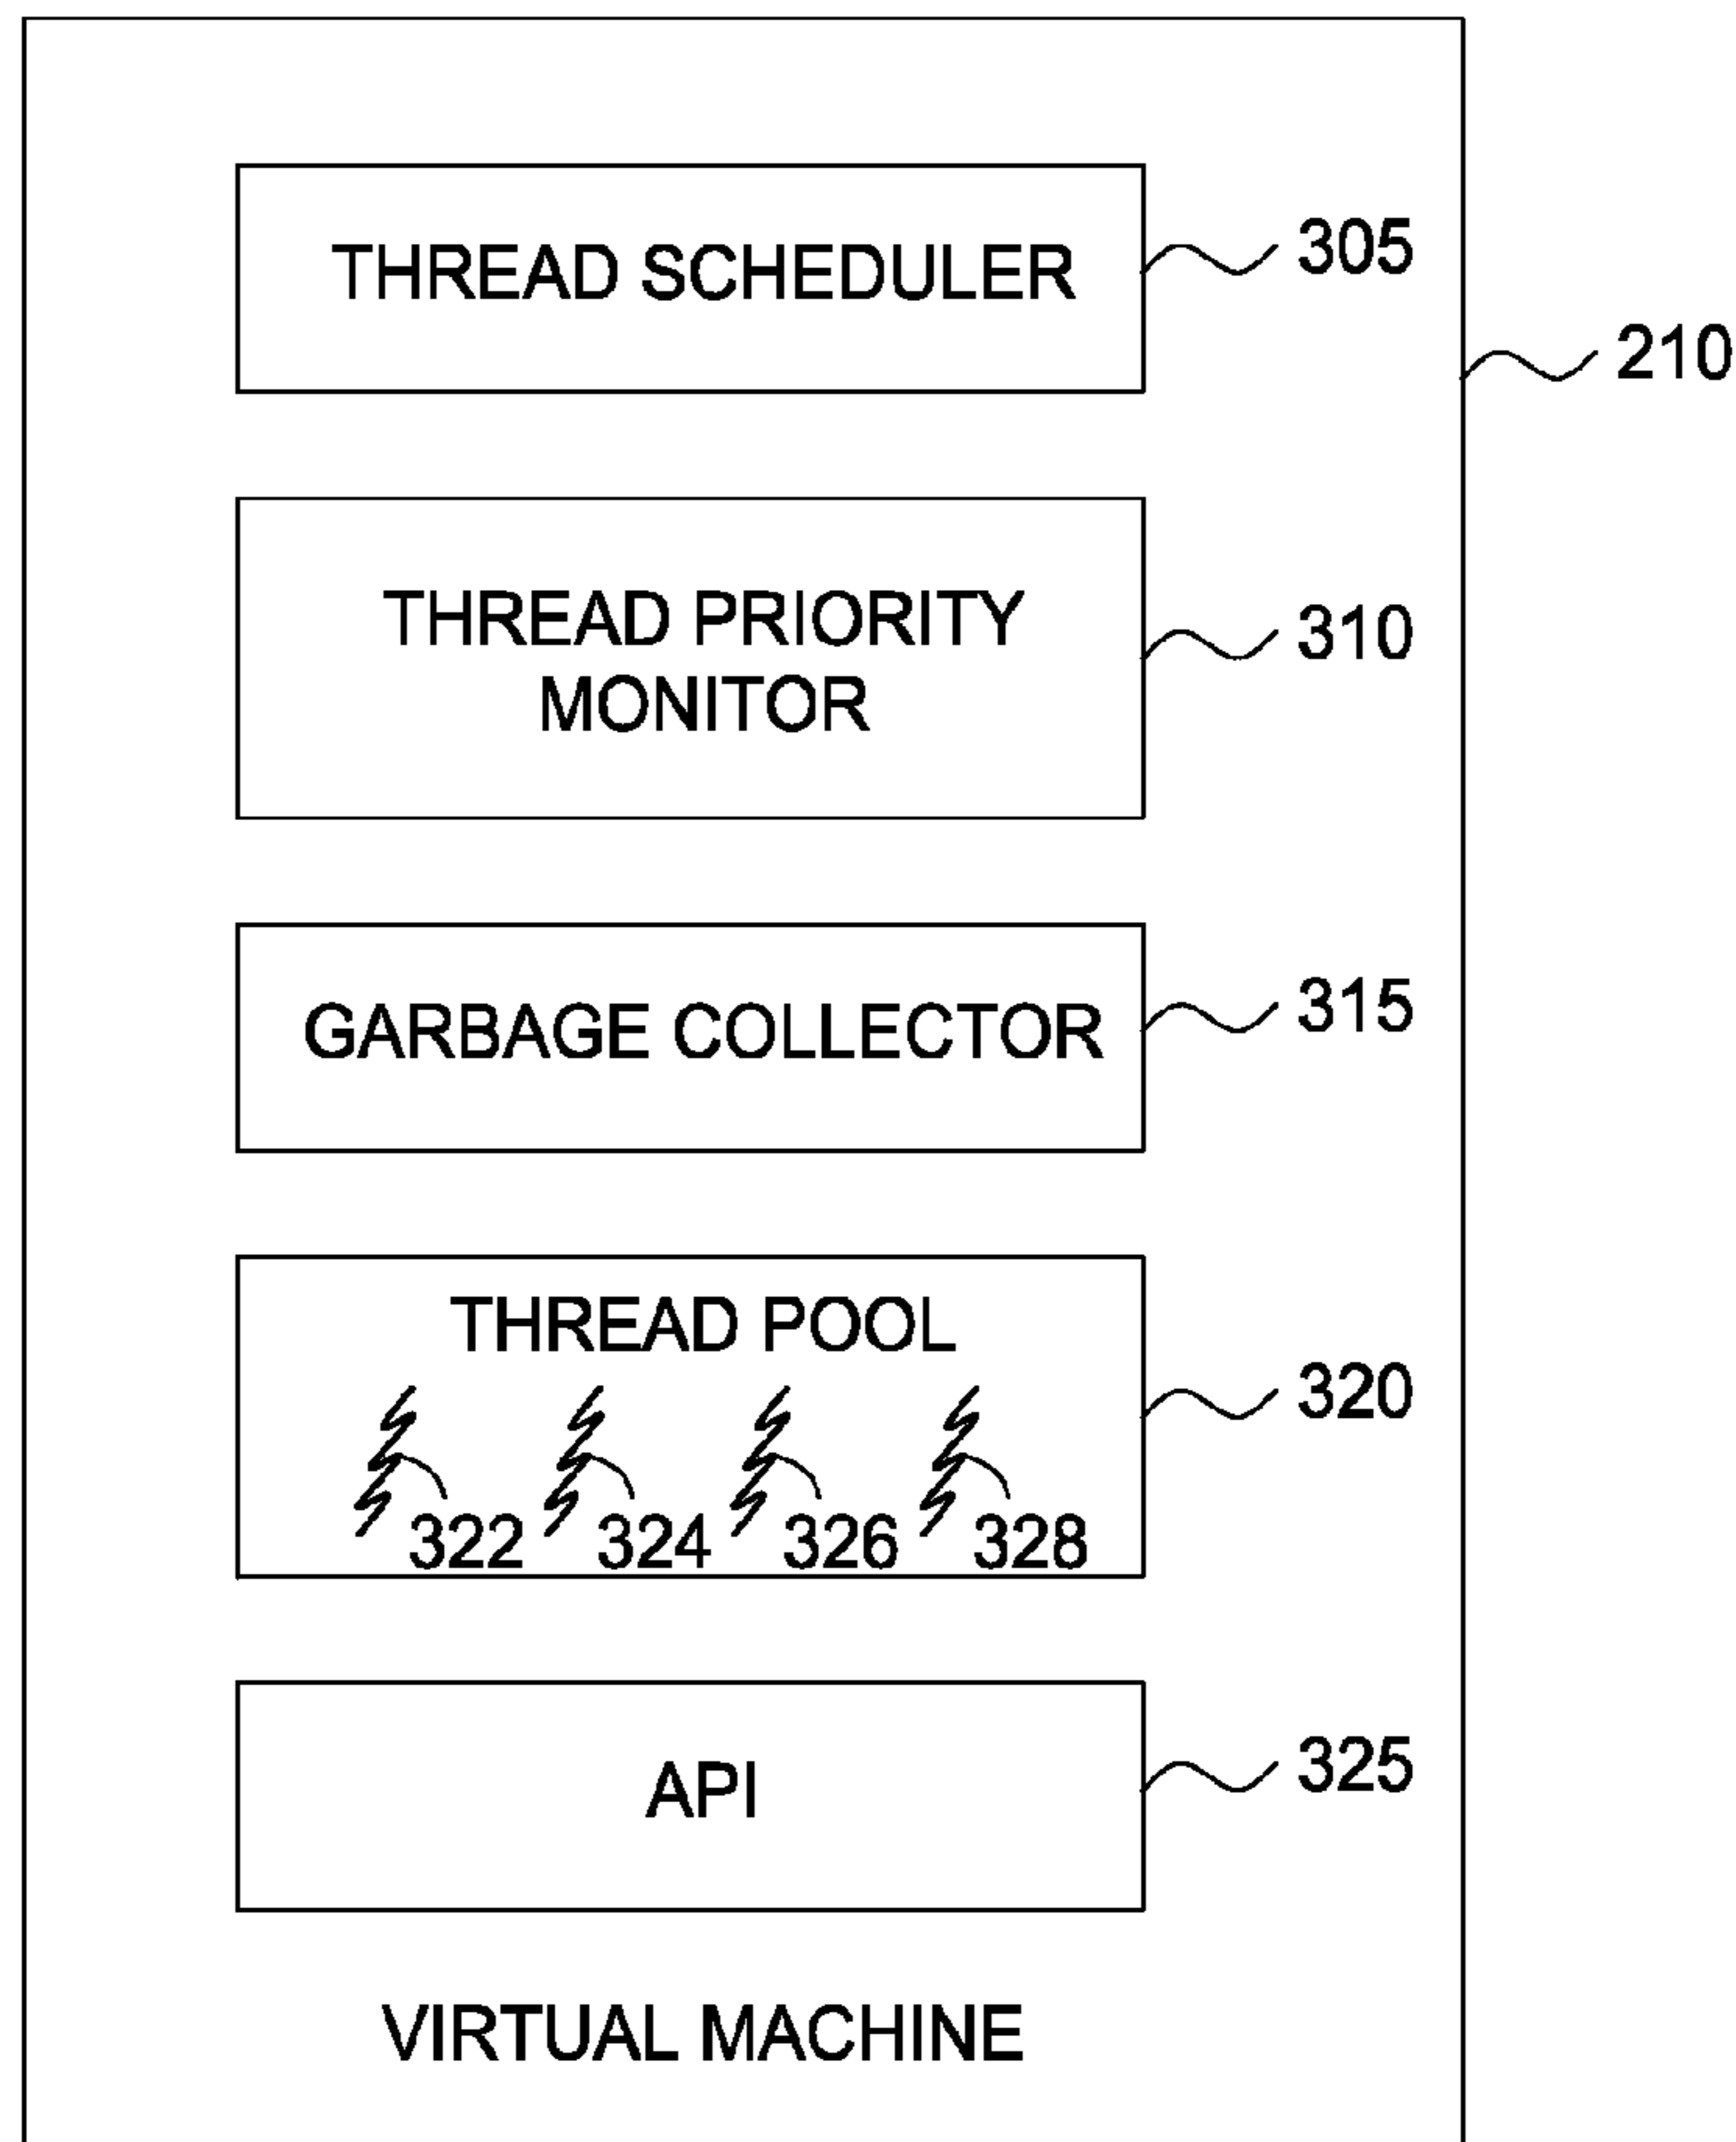 THREAD SCHEDULER
305
210
THREAD PRIORITY
MONITOR
310
GARBAGE COLLECTOR
315
THREAD POOL
320
322 324 326 328
API
325
VIRTUAL MACHINE